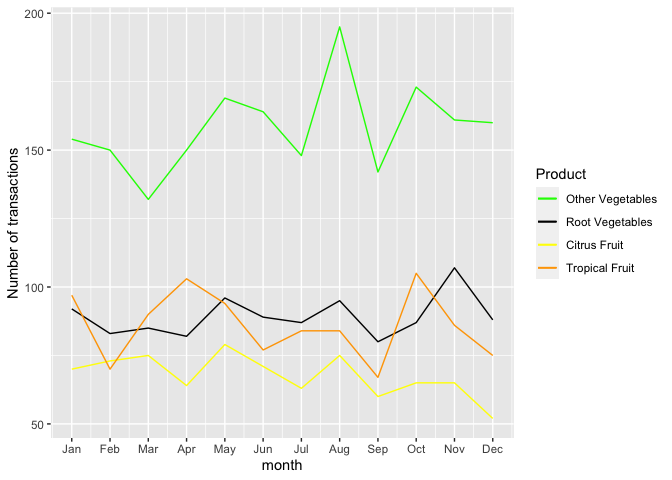 200
150
100
50
Number of transactions
Jan Feb Mar Apr May Jun Jul Aug Sep Oct Nov Dec
month
Product
Other Vegetables
Root Vegetables
Citrus Fruit
Tropical Fruit